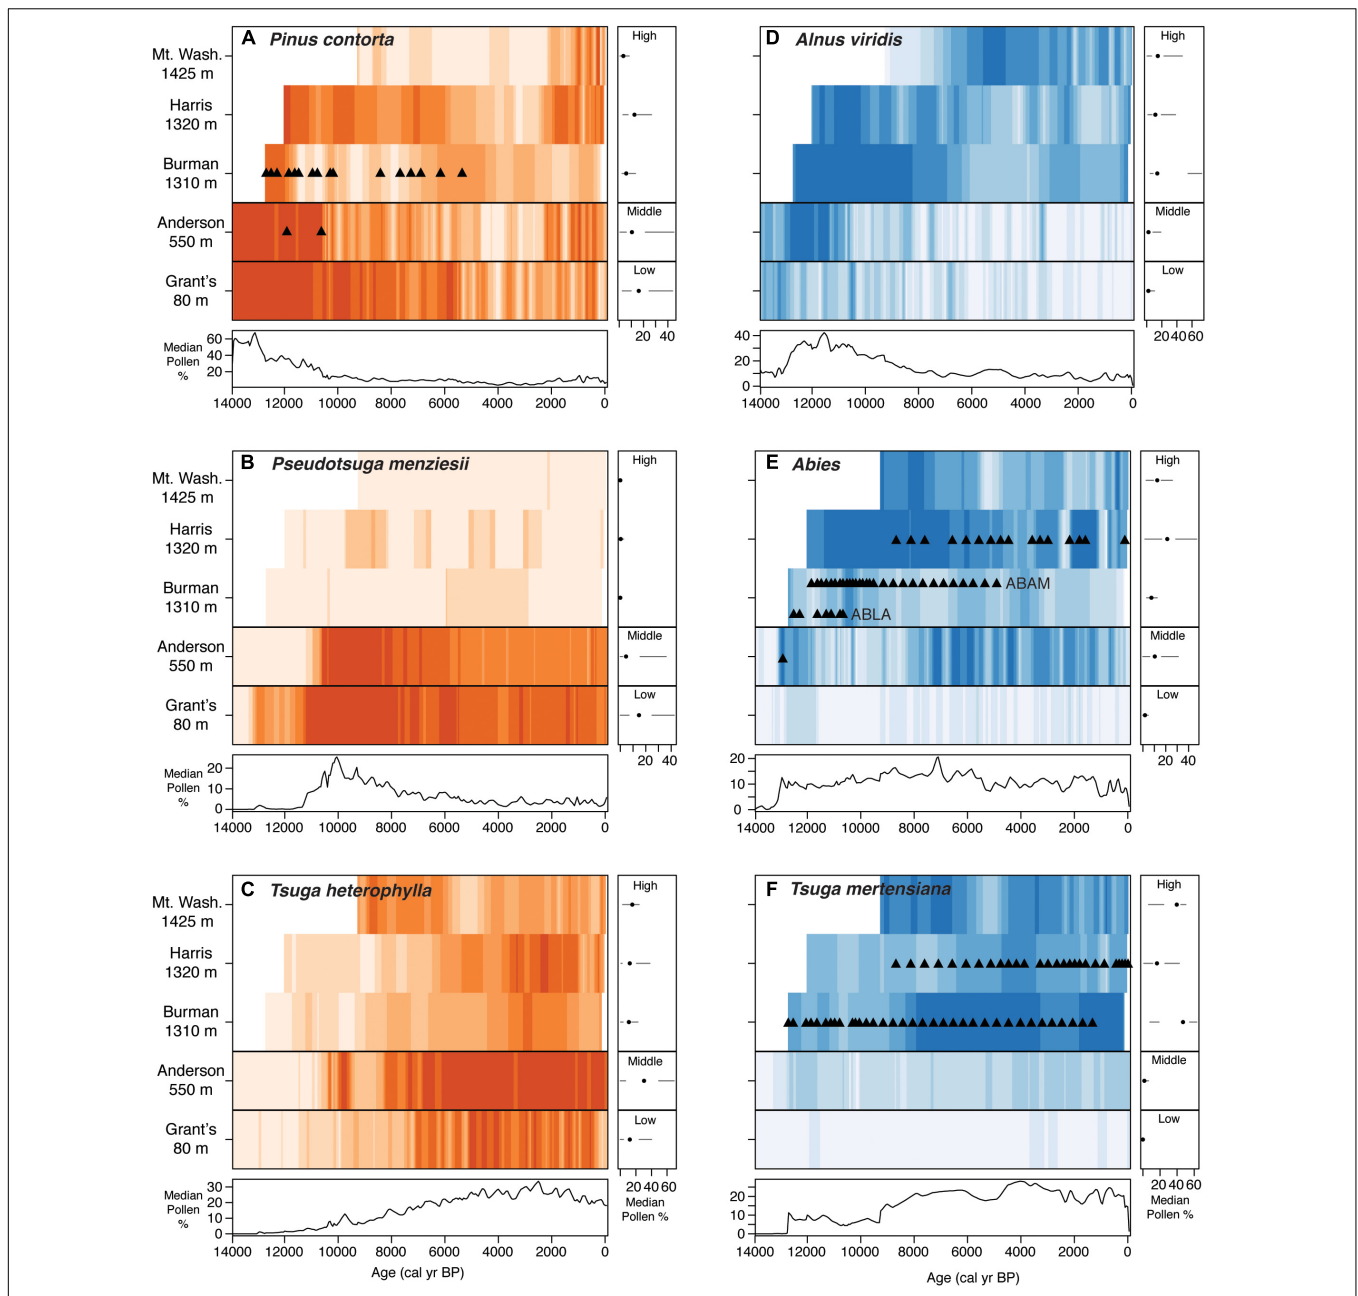 A Pinus contorta
Mt. Wash.
1425 m
Harris
1320 m
Burman
1310 m
Anderson
550 m
Grant's
80 m
High
Middle
Low
20 40
Median
Pollen
%
60
40
20
14000 12000 10000 8000 6000 4000 2000 0
D Alnus viridis
High
Middle
Low
20 40 60
40
20
0
14000 12000 10000 8000 6000 4000 2000 0
B Pseudotsuga menziesii
Mt. Wash.
1425 m
Harris
1320 m
Burman
1310 m
Anderson
550 m
Grant's
80 m
High
Middle
Low
20 40
Median
Pollen
%
20
10
0
14000 12000 10000 8000 6000 4000 2000 0
E Abies
ABAM
ABLA
High
Middle
Low
20 40
20
10
0
14000 12000 10000 8000 6000 4000 2000 0
C Tsuga heterophylla
Mt. Wash.
1425 m
Harris
1320 m
Burman
1310 m
Anderson
550 m
Grant's
80 m
High
Middle
Low
20 40 60
Median
Pollen %
Median
Pollen
%
30
20
10
0
14000 12000 10000 8000 6000 4000 2000 0
Age (cal yr BP)
F Tsuga mertensiana
High
Middle
Low
20 40 60
Median
Pollen %
20
10
0
14000 12000 10000 8000 6000 4000 2000 0
Age (cal yr BP)